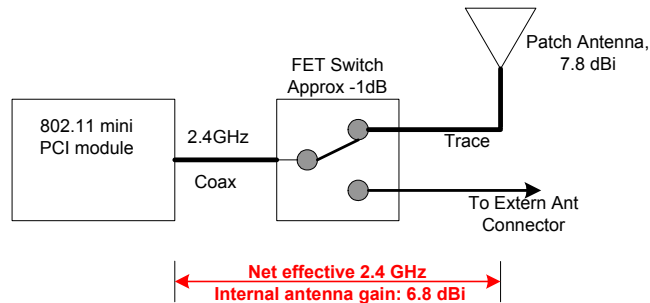 Patch Antenna,
7.8 dBi
FET Switch
Approx -1dB
802.11 mini
PCI module
2.4GHz
Coax
Trace
To Extern Ant
Connector
Net effective 2.4 GHz
Internal antenna gain: 6.8 dBi